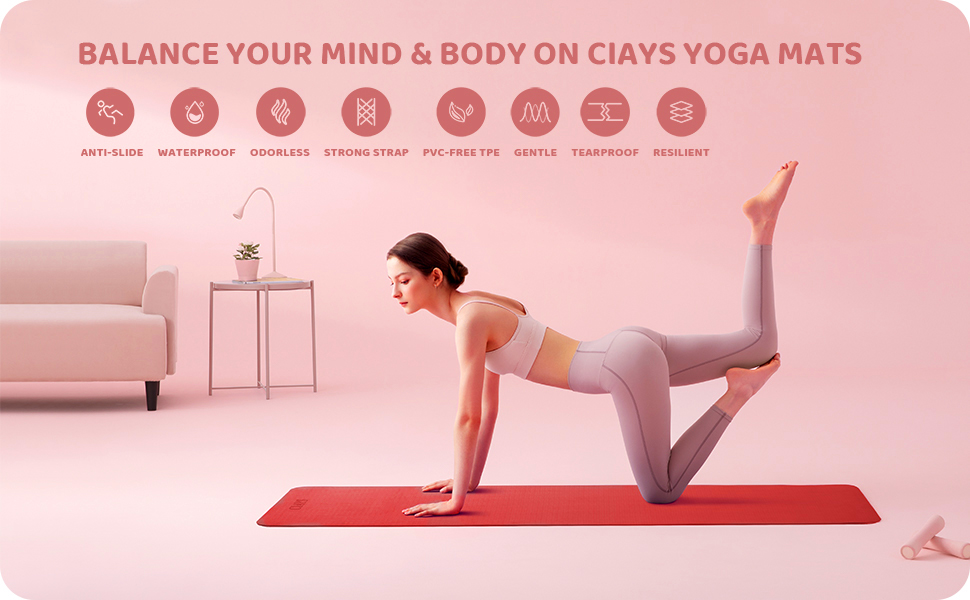 BALANCE YOUR MIND & BODY ON CIAYS YOGA MATS
ANTI-SLIDE WATERPROOF ODORLESS STRONG STRAP PVC-FREE TPE GENTLE TEARPROOF RESILIENT
CIAYS